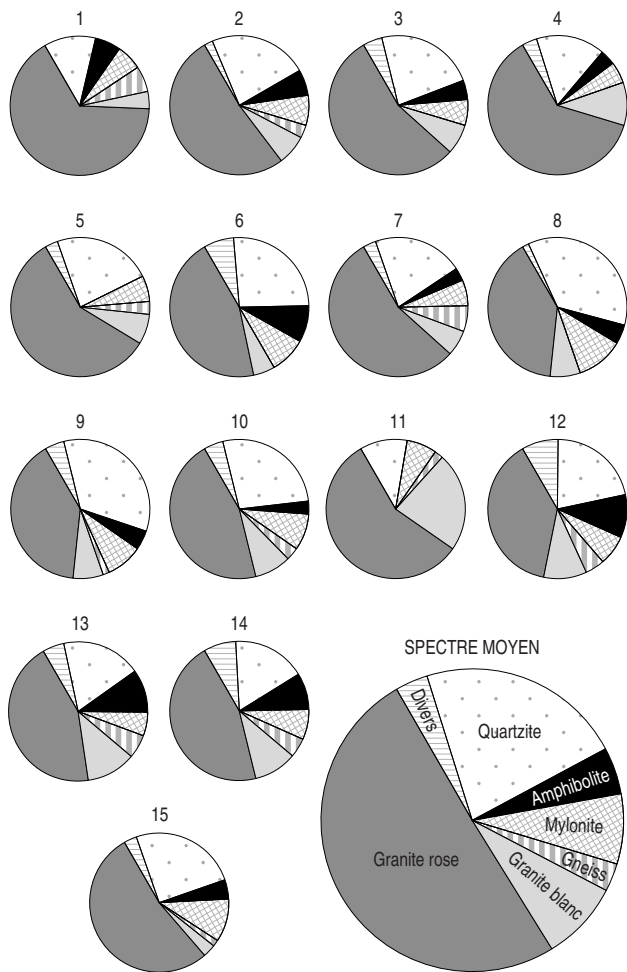 1
2
3
4
5
6
7
8
9
10
11
12
13
14
SPECTRE MOYEN
Divers
Quartzite
Amphibolite
Mylonite
Gneiss
Granite blanc
Granite rose
15